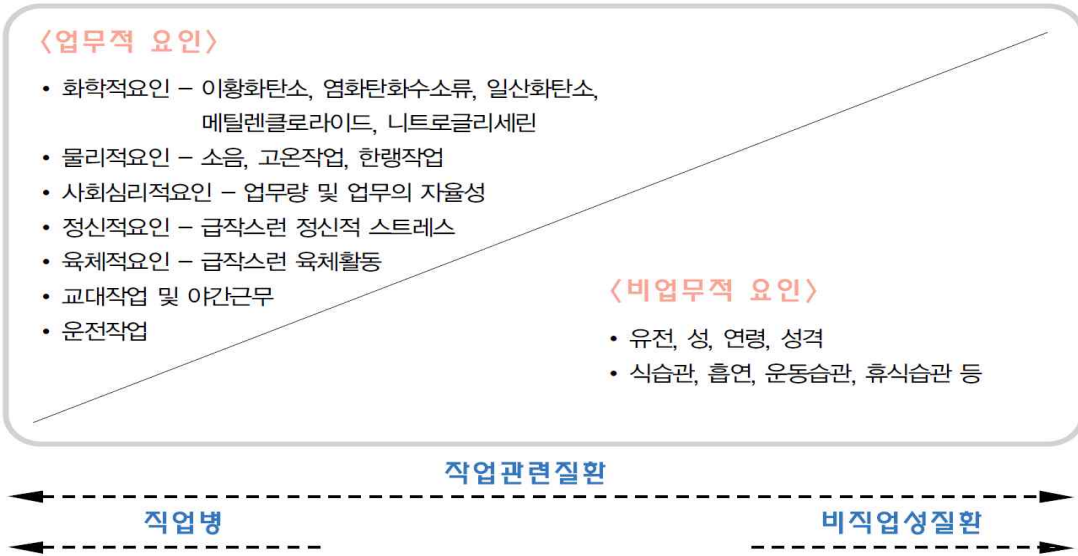 〈업무적 요인〉
• 화학적요인 – 이황화탄소, 염화탄화수소류, 일산화탄소,
메틸렌클로라이드, 니트로글리세린
• 물리적요인 – 소음, 고온작업, 한랭작업
• 사회심리적요인 – 업무량 및 업무의 자율성
• 정신적요인 – 급작스런 정신적 스트레스
• 육체적요인 – 급작스런 육체활동
• 교대작업 및 야간근무
• 운전작업
〈비업무적 요인〉
• 유전, 성, 연령, 성격
• 식습관, 흡연, 운동습관, 휴식습관 등
작업관련질환
직업병
비직업성질환